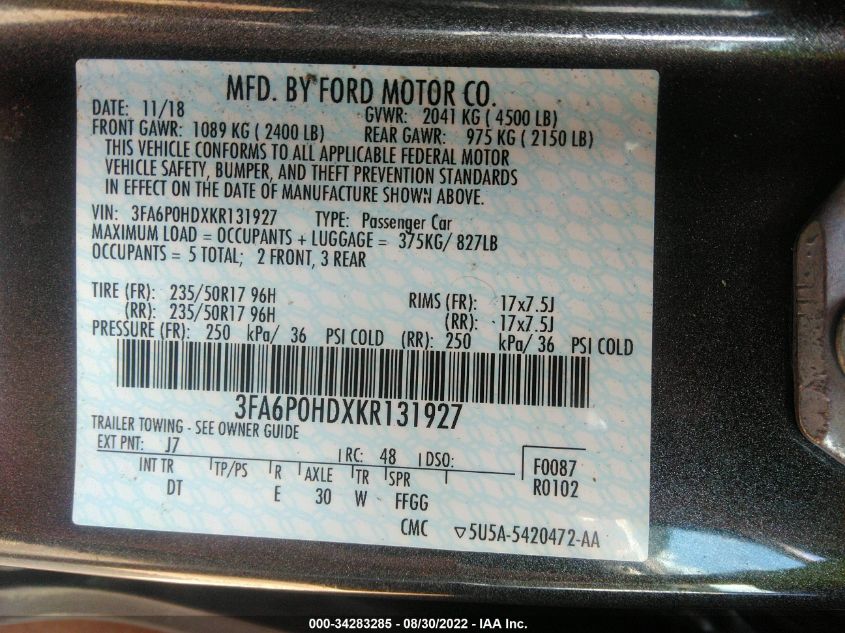 MFD. BY FORD MOTOR CO.
DATE: 11/18 GVWR: 2041 KG ( 4500 LB)
FRONT GAWR: 1089 KG ( 2400 LB) REAR GAWR: 975 KG ( 2150 LB)
THIS VEHICLE CONFORMS TO ALL APPLICABLE FEDERAL MOTOR
VEHICLE SAFETY, BUMPER, AND THEFT PREVENTION STANDARDS
IN EFFECT ON THE DATE OF MANUFACTURE SHOWN ABOVE.
VIN: 3FA6P0HDXKR131927 TYPE: Passenger Car
MAXIMUM LOAD = OCCUPANTS + LUGGAGE = 375KG/ 827LB
OCCUPANTS = 5 TOTAL; 2 FRONT, 3 REAR
TIRE (FR): 235/50R17 96H RIMS (FR): 17x7.5J
(RR): 235/50R17 96H (RR): 17x7.5J
PRESSURE (FR): 250 kPa/ 36 PSI COLD (RR): 250 kPa/ 36 PSI COLD
3FA6P0HDXKR131927
TRAILER TOWING - SEE OWNER GUIDE
EXT PNT: J7 RC: 48 DSO: F0087
INT TR TP/PS R AXLE TR SPR R0102
DT E 30 W FFGG
CMC ▽5U5A-5420472-AA
000-34283285 - 08/30/2022 - IAA Inc.